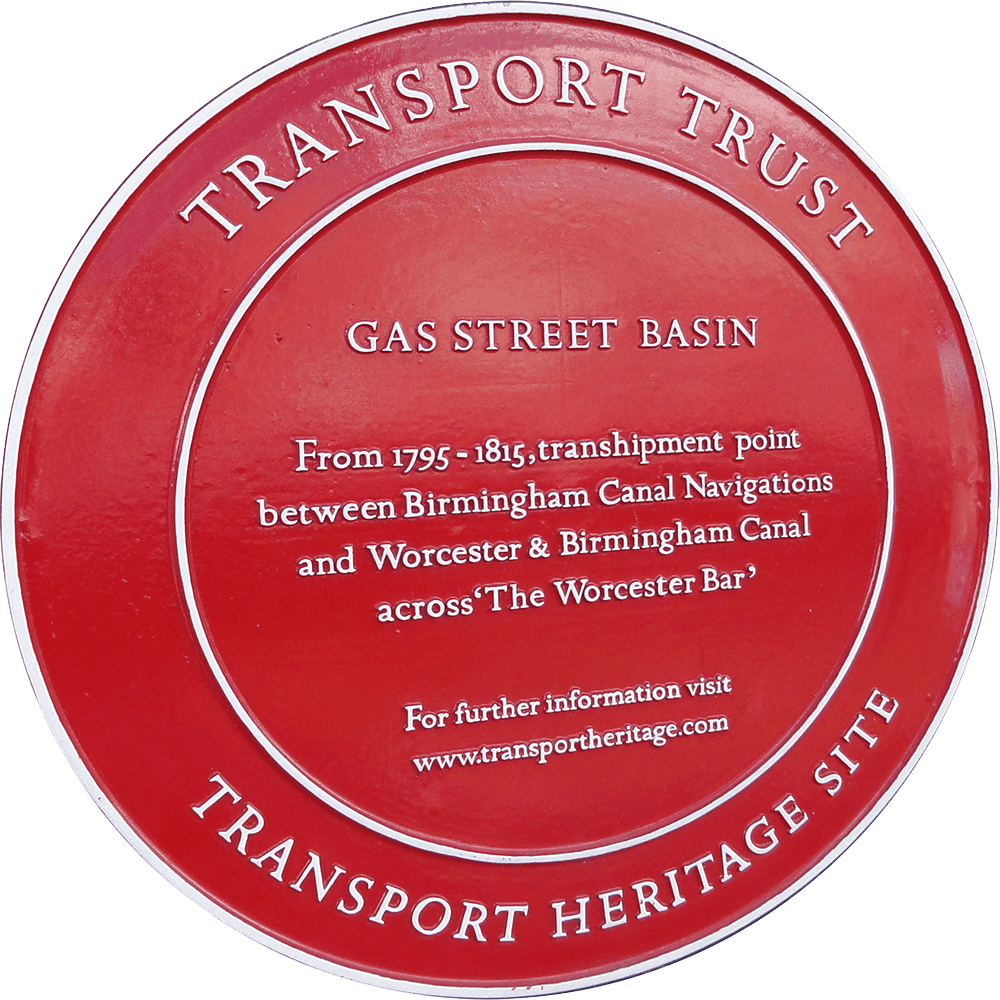 TRANSPORT TRUST
GAS STREET BASIN
From 1795 - 1815, transhipment point
between Birmingham Canal Navigations
and Worcester & Birmingham Canal
across ‘The Worcester Bar’
For further information visit
www.transportheritage.com
TRANSPORT HERITAGE SITE